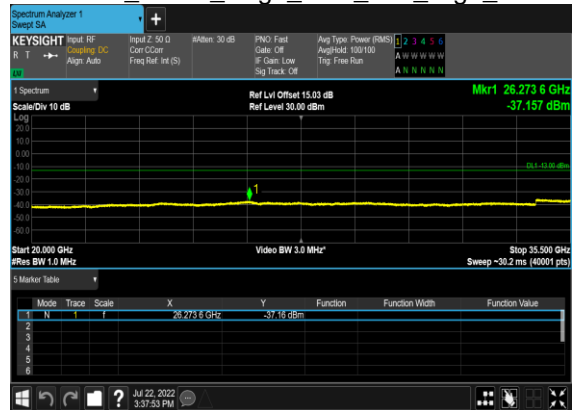 Spectrum Analyzer 1
Swept SA
KEYSIGHT Input: RF Input Z: 50 Ω #Atten: 30 dB PNO: Fast Avg Type: Power (RMS) 1 2 3 4 5 6
R T Coupling: DC Corr CCorr Gate: Off Avg|Hold: 100/100 A W W W W W
Align: Auto Freq Ref: Int (S) IF Gain: Low Trig: Free Run
Sig Track: Off A N N N N N
1 Spectrum Ref Lvl Offset 15.03 dB Mkr1 26.273 6 GHz
Scale/Div 10 dB Ref Level 30.00 dBm -37.157 dBm
Log
20.0
10.0
0.00
-10.0 DL1 -13.00 dBm
-20.0
-30.0 1
-40.0
-50.0
-60.0
Start 20.000 GHz Video BW 3.0 MHz* Stop 35.500 GHz
#Res BW 1.0 MHz Sweep ~30.2 ms (40001 pts)
5 Marker Table
Mode Trace Scale X Y Function Function Width Function Value
1 N 1 f 26.273 6 GHz -37.16 dBm
2
3
4
5
6
? Jul 22, 2022
3:37:53 PM